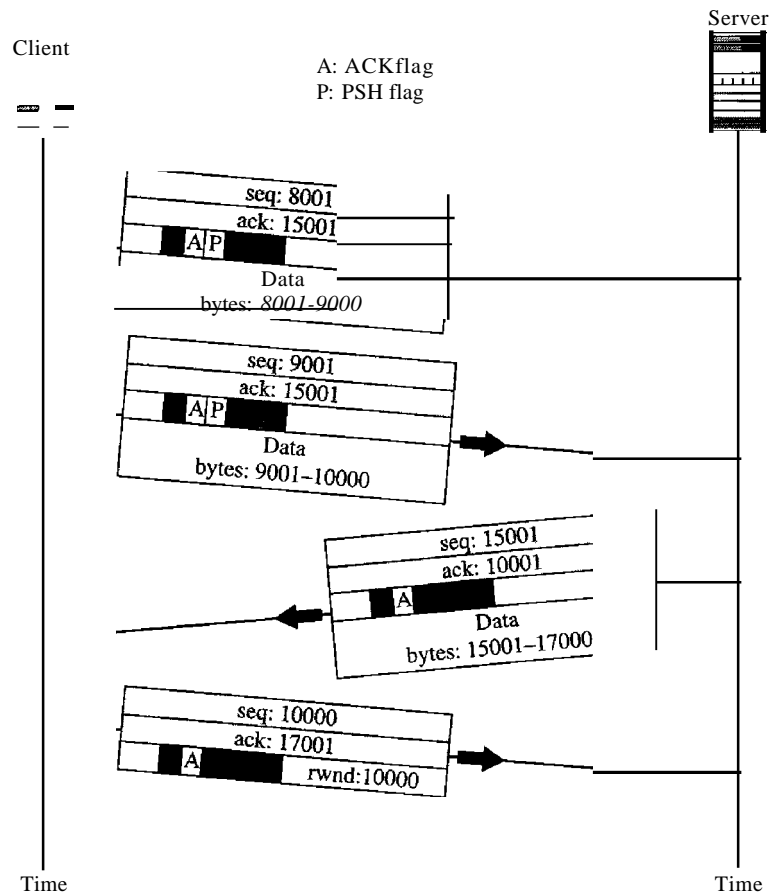 Server
Client
A: ACKflag
P: PSH flag
seq: 8001
ack: 15001
A P
Data
bytes: 8001-9000
seq: 9001
ack: 15001
A P
Data
bytes: 9001-10000
seq: 15001
ack: 10001
A
Data
bytes: 15001-17000
seq: 10000
ack: 17001
A
rwnd:10000
Time
Time